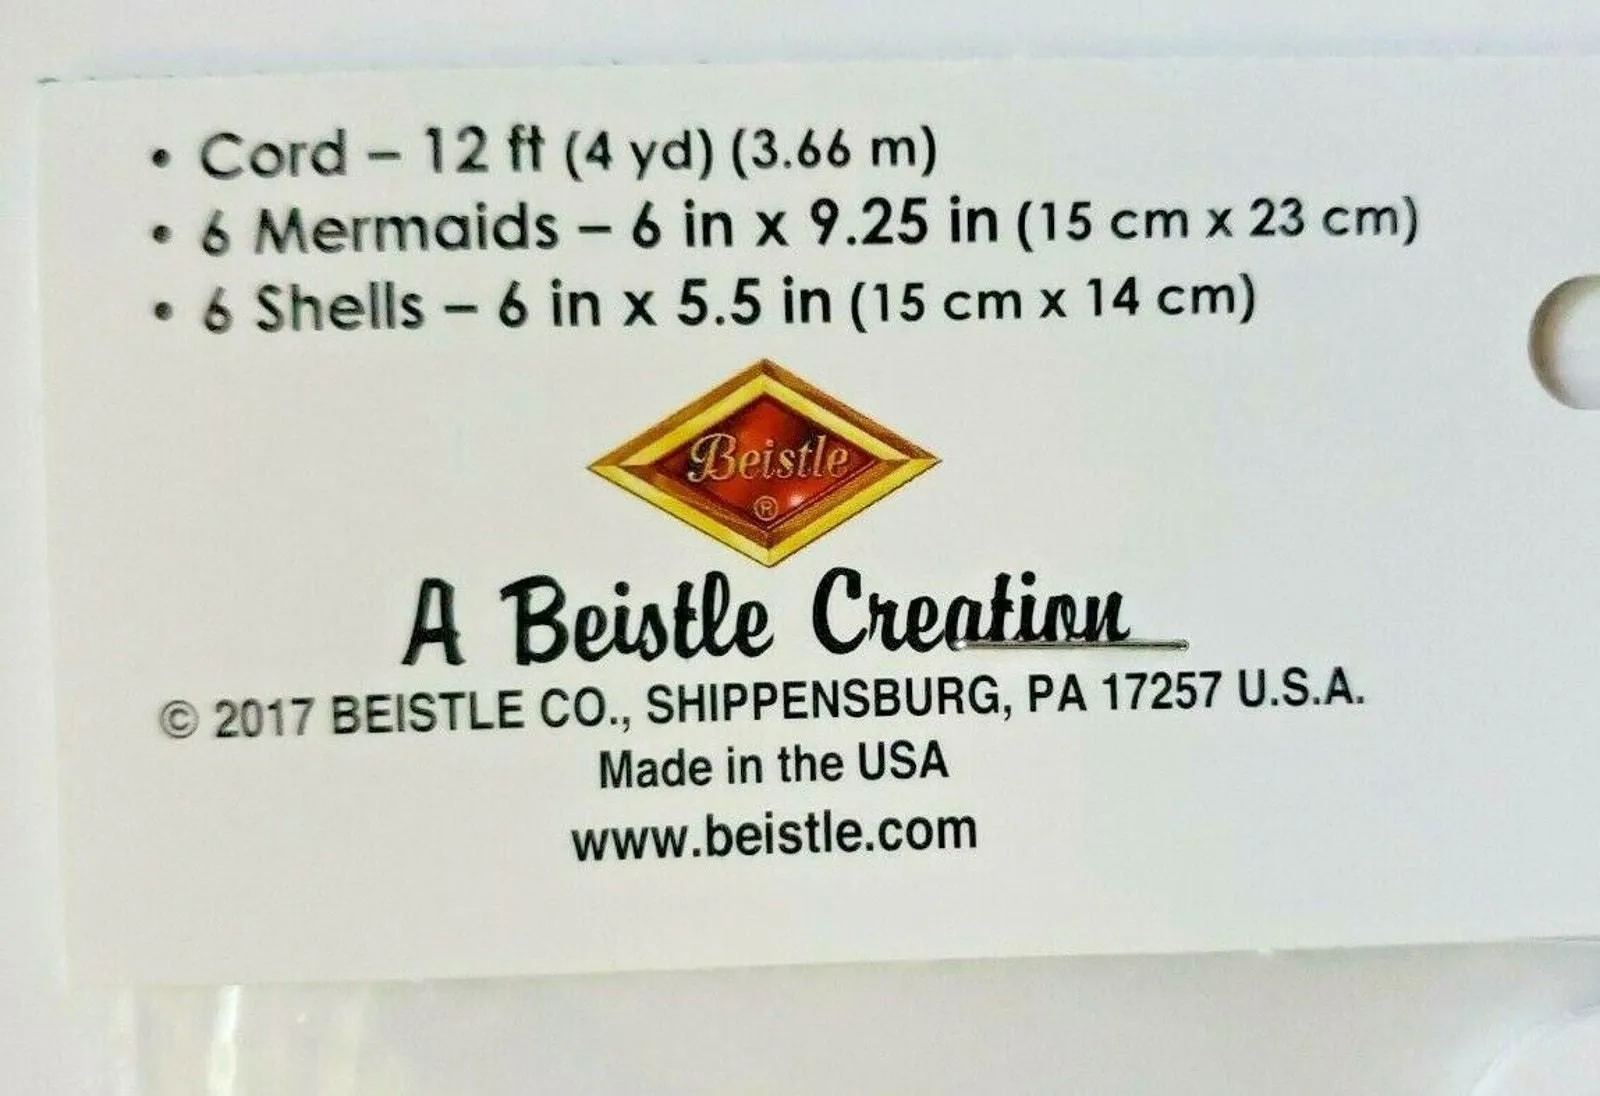 • Cord – 12 ft (4 yd) (3.66 m)
• 6 Mermaids – 6 in x 9.25 in (15 cm x 23 cm)
• 6 Shells – 6 in x 5.5 in (15 cm x 14 cm)
Beistle
®
A Beistle Creation
© 2017 BEISTLE CO., SHIPPENSBURG, PA 17257 U.S.A.
Made in the USA
www.beistle.com